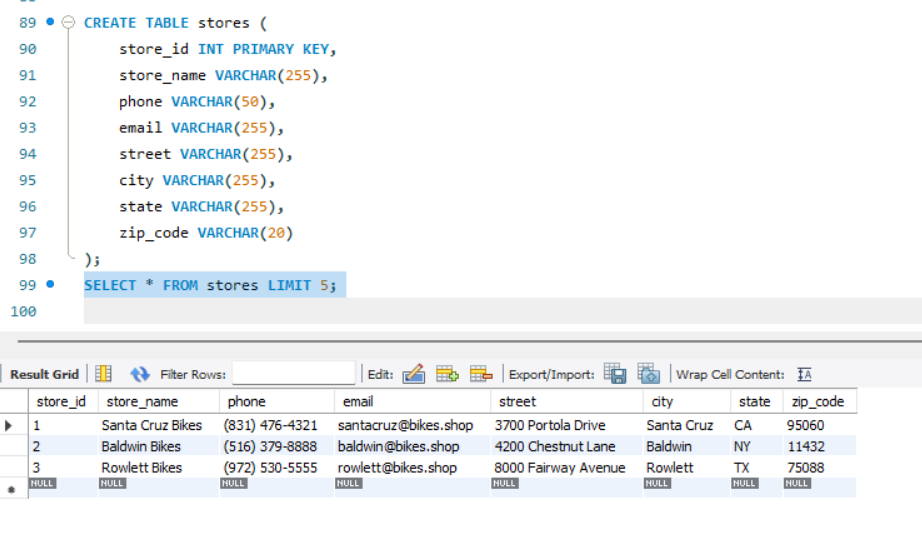 89 CREATE TABLE stores (
90 store_id INT PRIMARY KEY,
91 store_name VARCHAR(255),
92 phone VARCHAR(50),
93 email VARCHAR(255),
94 street VARCHAR(255),
95 city VARCHAR(255),
96 state VARCHAR(255),
97 zip_code VARCHAR(20)
98 );
99 SELECT * FROM stores LIMIT 5;
100
Result Grid Filter Rows: Edit: Export/Import: Wrap Cell Content:
store_id store_name phone email street city state zip_code
1 Santa Cruz Bikes (831) 476-4321 santacruz@bikes.shop 3700 Portola Drive Santa Cruz CA 95060
2 Baldwin Bikes (516) 379-8888 baldwin@bikes.shop 4200 Chestnut Lane Baldwin NY 11432
3 Rowlett Bikes (972) 530-5555 rowlett@bikes.shop 8000 Fairway Avenue Rowlett TX 75088
NULL NULL NULL NULL NULL NULL NULL NULL